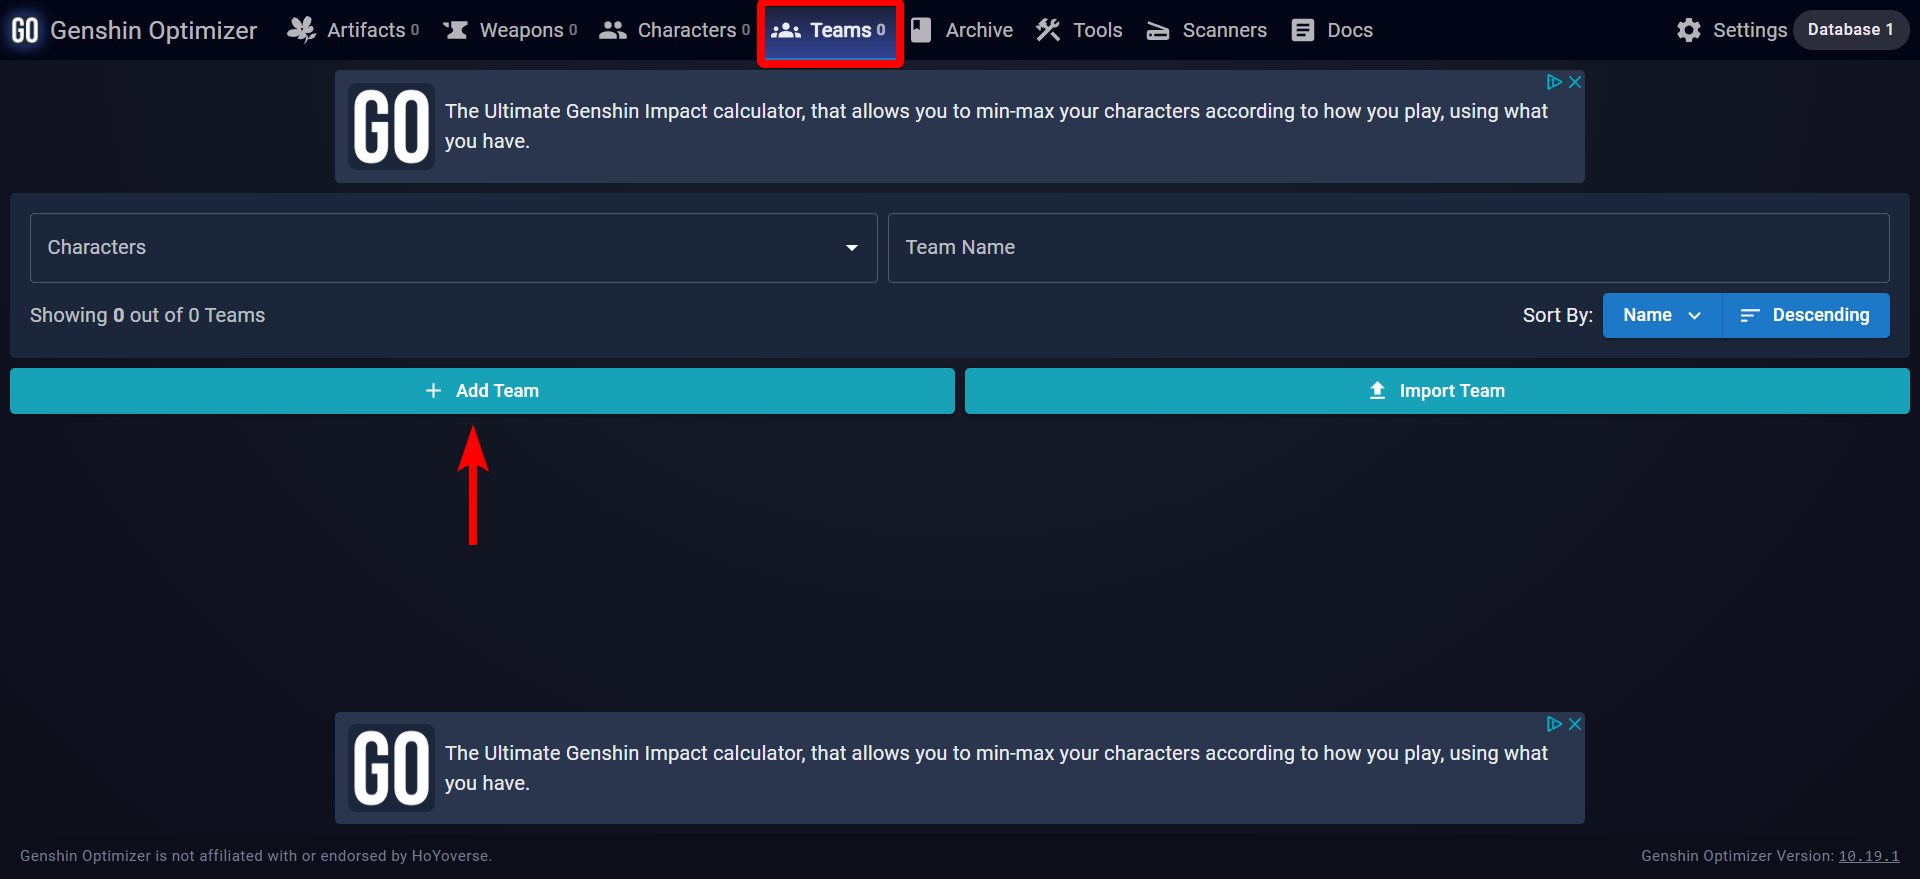 GO Genshin Optimizer Artifacts 0 Weapons 0 Characters 0 Teams 0 Archive Tools Scanners Docs Settings Database 1
GO The Ultimate Genshin Impact calculator, that allows you to min-max your characters according to how you play, using what
you have.
Characters Team Name
Showing 0 out of 0 Teams Sort By: Name Descending
Add Team Import Team
GO The Ultimate Genshin Impact calculator, that allows you to min-max your characters according to how you play, using what
you have.
Genshin Optimizer is not affiliated with or endorsed by HoYoverse. Genshin Optimizer Version: 10.19.1